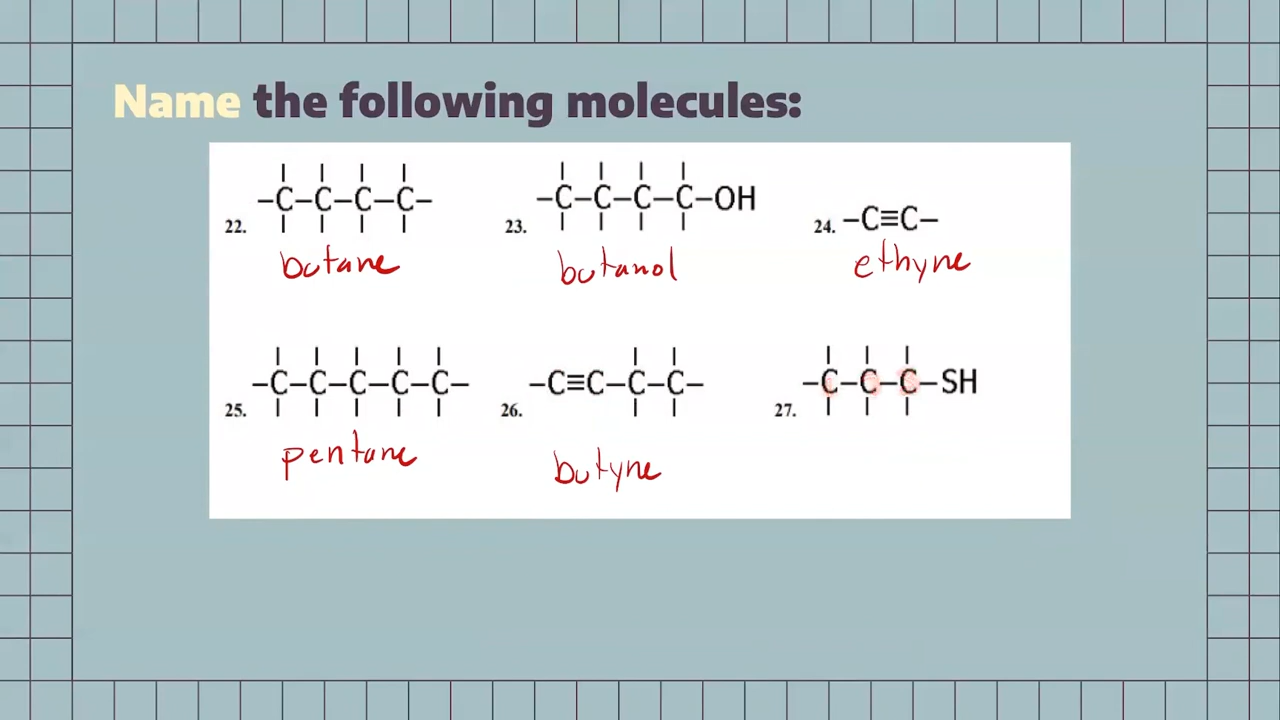 Name the following molecules:
22. –C–C–C–C–
23. –C–C–C–C–OH
24. –C≡C–
butane
butanol
ethyne
25. –C–C–C–C–C–
26. –C≡C–C–C–
27. –C–C–C–SH
pentane
butyne